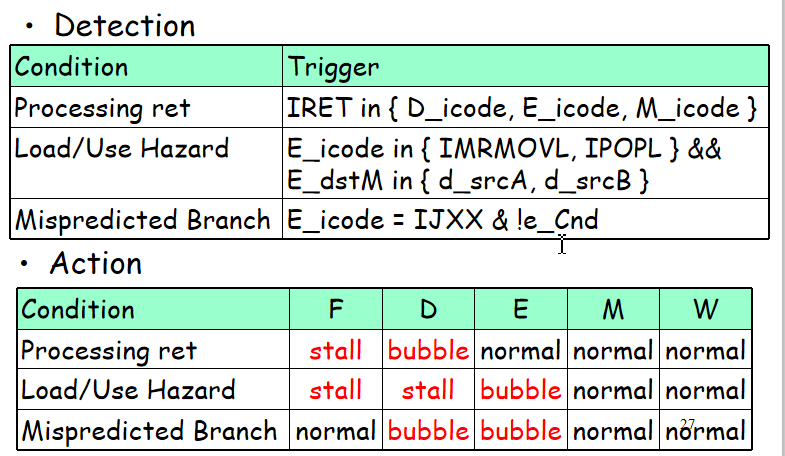 • Detection
Condition Trigger
Processing ret IRET in { D_icode, E_icode, M_icode }
Load/Use Hazard E_icode in { IMRMOVL, IPOPL } &&
E_dstM in { d_srcA, d_srcB }
Mispredicted Branch E_icode = IJXX & !e_Cnd
• Action
Condition F D E M W
Processing ret stall bubble normal normal normal
Load/Use Hazard stall stall bubble normal normal
Mispredicted Branch normal bubble bubble normal normal
27